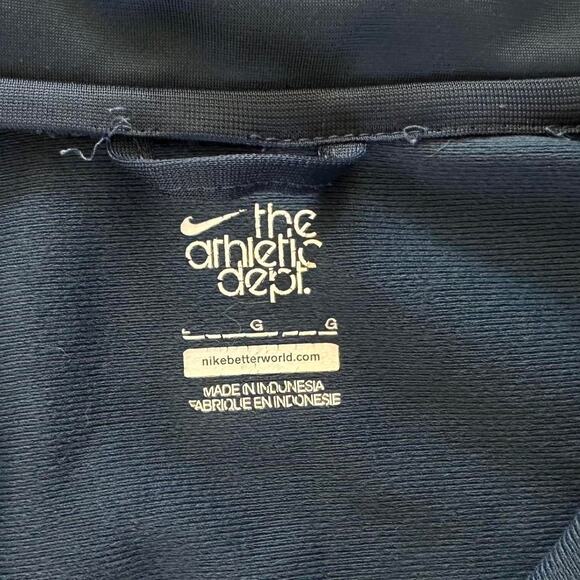 the
athletic
dept.
L G G
nikebetterworld.com
MADE IN INDONESIA
FABRIQUE EN INDONESIE